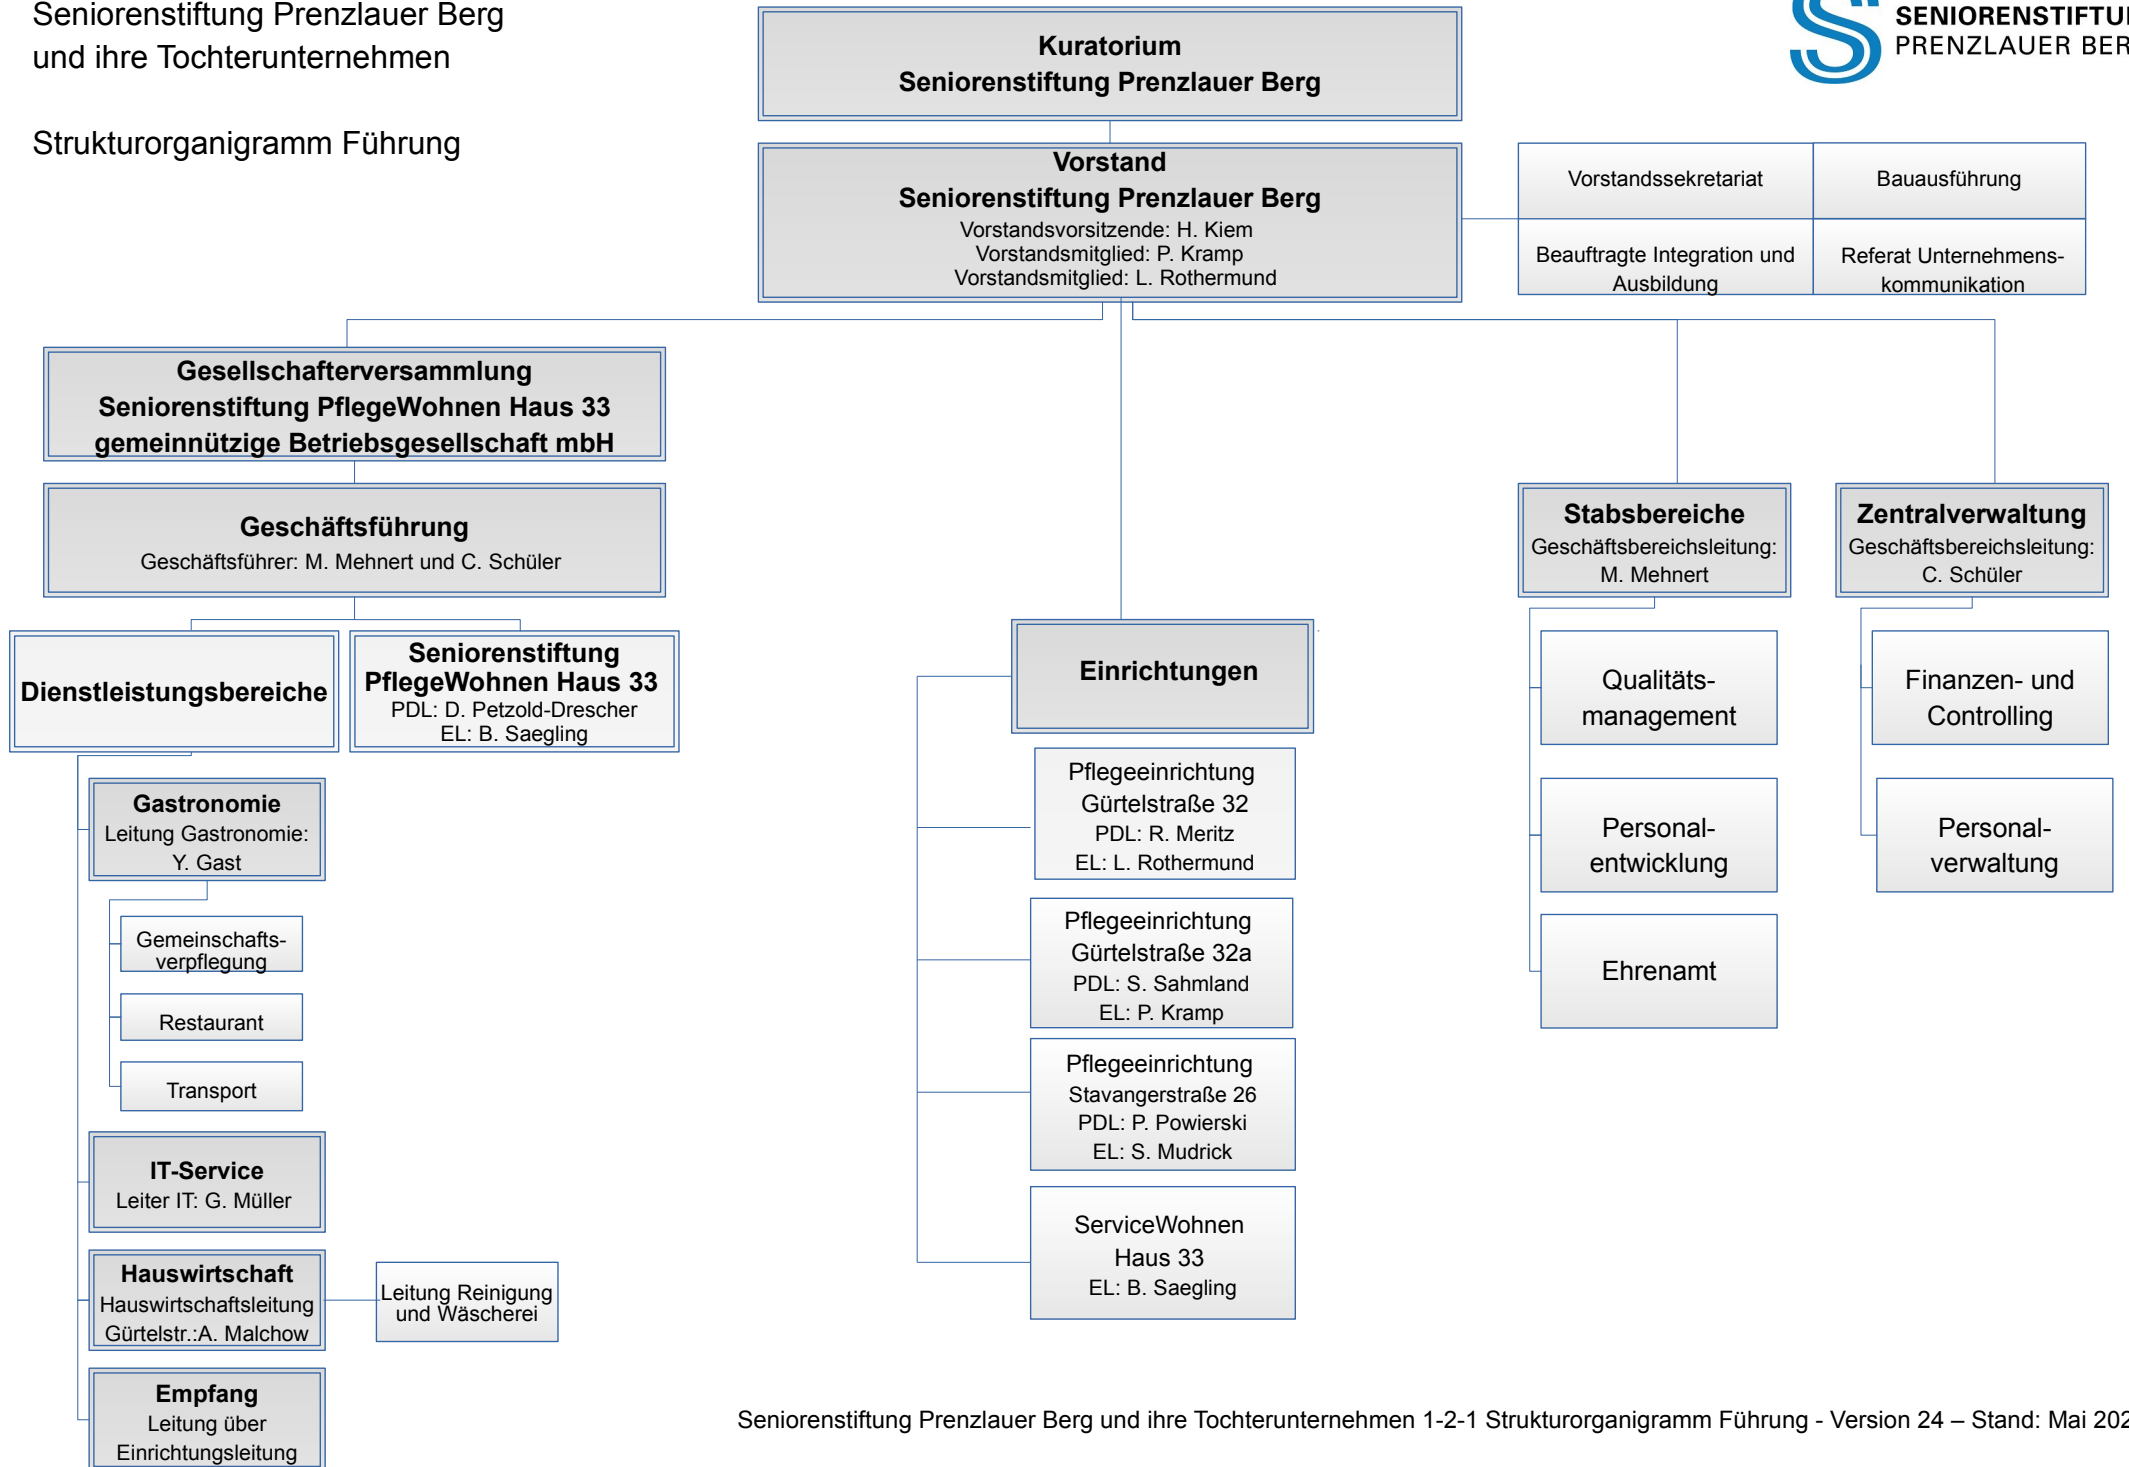 Seniorenstiftung Prenzlauer Berg
und ihre Tochterunternehmen
Strukturorganigramm Führung
Kuratorium
Seniorenstiftung Prenzlauer Berg
SENIORENSTIFTU
PRENZLAUER BER
Vorstand
Seniorenstiftung Prenzlauer Berg
Vorstandsvorsitzende: H. Kiem
Vorstandsmitglied: P. Kramp
Vorstandsmitglied: L. Rothermund
Vorstandssekretariat
Bauausführung
Beauftragte Integration und
Ausbildung
Referat Unternehmens-
kommunikation
Gesellschafterversammlung
Seniorenstiftung PflegeWohnen Haus 33
gemeinnützige Betriebsgesellschaft mbH
Geschäftsführung
Geschäftsführer: M. Mehnert und C. Schüler
Dienstleistungsbereiche
Seniorenstiftung
PflegeWohnen Haus 33
PDL: D. Petzold-Drescher
EL: B. Saegling
Gastronomie
Leitung Gastronomie:
Y. Gast
Gemeinschafts-
verpflegung
Restaurant
Transport
IT-Service
Leiter IT: G. Müller
Hauswirtschaft
Hauswirtschaftsleitung
Gürtelstr.:A. Malchow
Leitung Reinigung
und Wäscherei
Empfang
Leitung über
Einrichtungsleitung
Einrichtungen
Pflegeeinrichtung
Gürtelstraße 32
PDL: R. Meritz
EL: L. Rothermund
Pflegeeinrichtung
Gürtelstraße 32a
PDL: S. Sahmland
EL: P. Kramp
Pflegeeinrichtung
Stavangerstraße 26
PDL: P. Powierski
EL: S. Mudrick
ServiceWohnen
Haus 33
EL: B. Saegling
Stabsbereiche
Geschäftsbereichsleitung:
M. Mehnert
Qualitäts-
management
Personal-
entwicklung
Ehrenamt
Zentralverwaltung
Geschäftsbereichsleitung:
C. Schüler
Finanzen- und
Controlling
Personal-
verwaltung
Seniorenstiftung Prenzlauer Berg und ihre Tochterunternehmen 1-2-1 Strukturorganigramm Führung - Version 24 – Stand: Mai 202